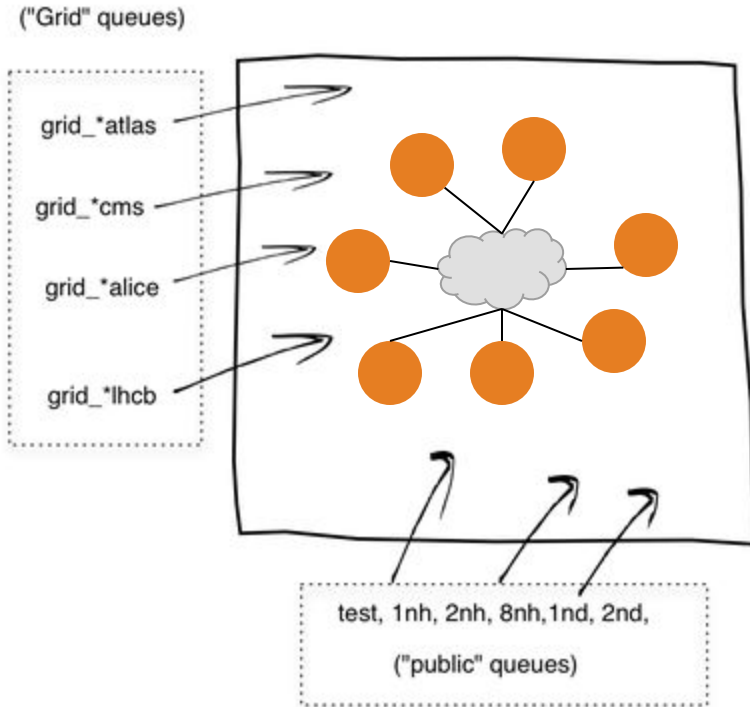 ("Grid" queues)
grid_*atlas
grid_*cms
grid_*alice
grid_*lhcb
test, 1nh, 2nh, 8nh,1nd, 2nd,
("public" queues)